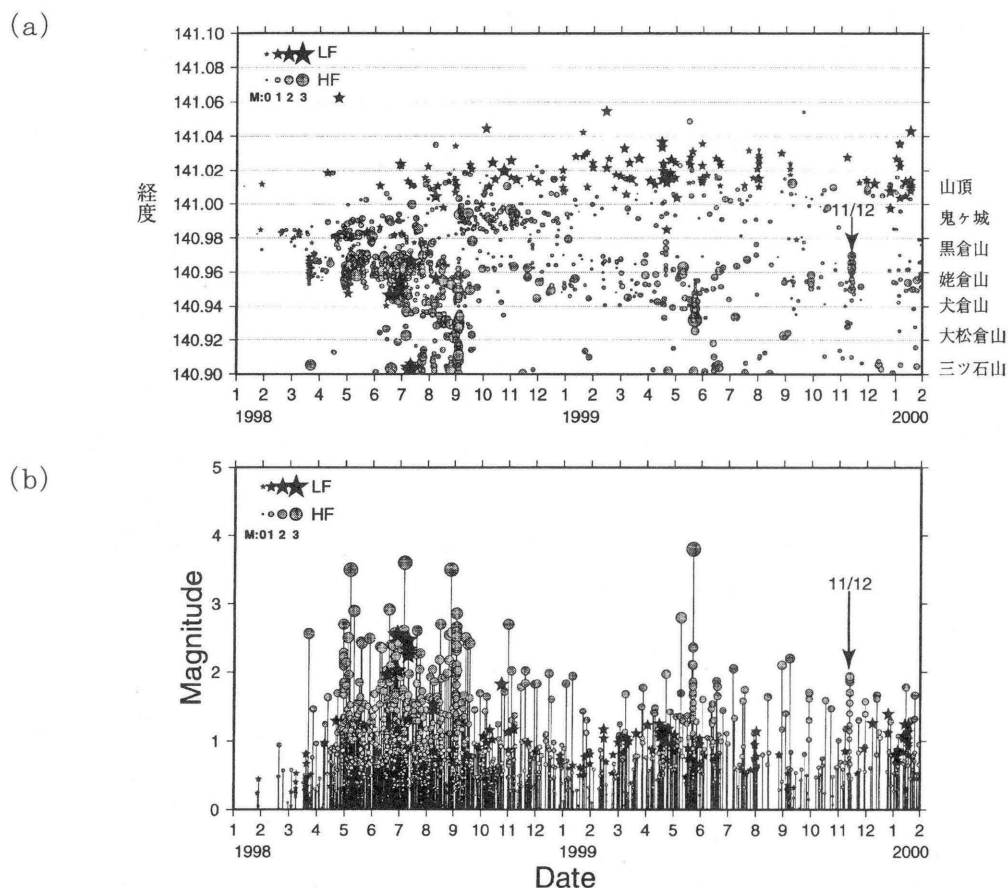 (a)
141.10
141.08
141.06
141.04
141.02
141.00
140.98
140.96
140.94
140.92
140.90
経度
LF
HF
M:0 1 2 3
11/12
山頂
鬼ヶ城
黒倉山
姥倉山
犬倉山
大松倉山
三ツ石山
1 2 3 4 5 6 7 8 9 10 11 12 1 2 3 4 5 6 7 8 9 10 11 12 1 2
1998 1999 2000
(b)
5
4
3
2
1
0
Magnitude
LF
HF
M:01 2 3
11/12
1 2 3 4 5 6 7 8 9 10 11 12 1 2 3 4 5 6 7 8 9 10 11 12 1 2
1998 1999 2000
Date